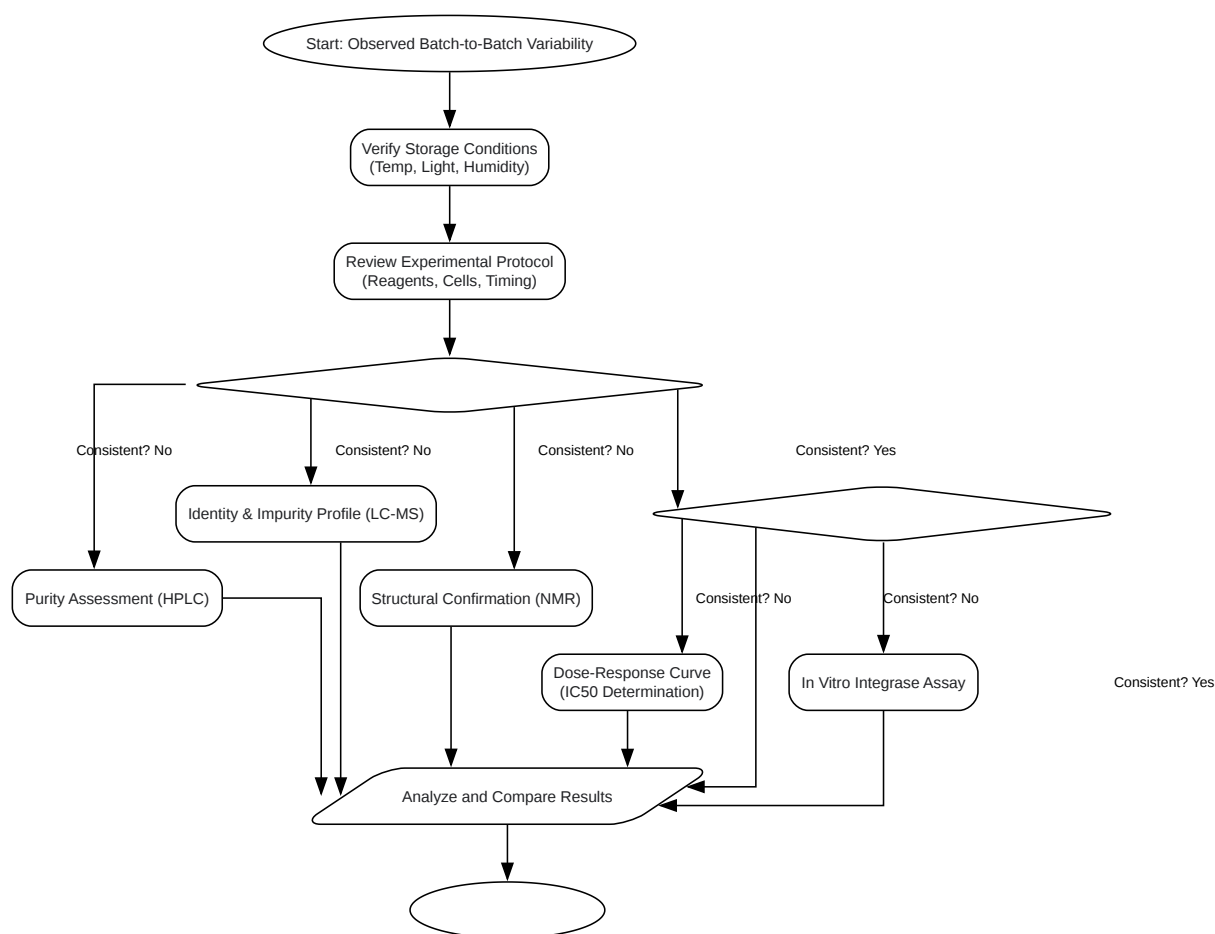 Start: Observed Batch-to-Batch Variability
Verify Storage Conditions
(Temp, Light, Humidity)
Review Experimental Protocol
(Reagents, Cells, Timing)
Consistent? No
Consistent? No
Consistent? No
Consistent? Yes
Identity & Impurity Profile (LC-MS)
Purity Assessment (HPLC)
Structural Confirmation (NMR)
Consistent? No
Consistent? No
Dose-Response Curve
(IC50 Determination)
In Vitro Integrase Assay
Consistent? Yes
Analyze and Compare Results